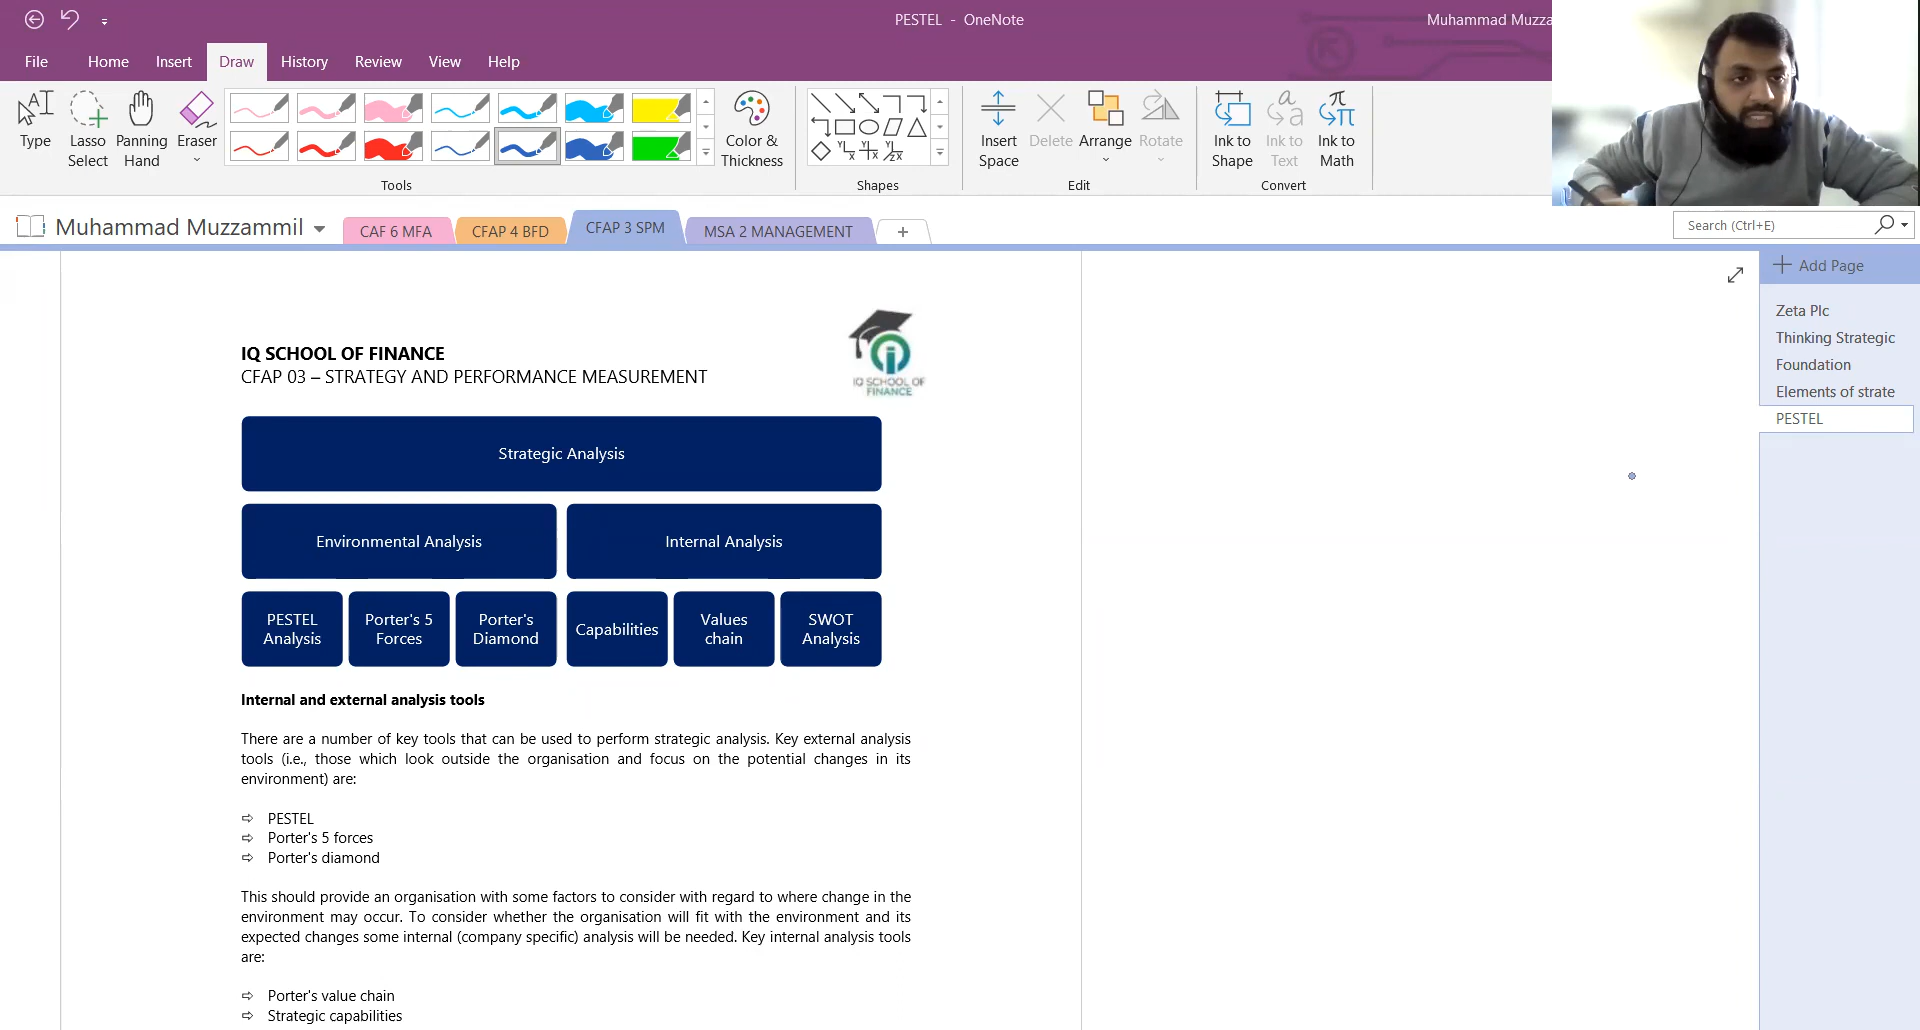 PESTEL - OneNote
Muhammad Muzza
File Home Insert Draw History Review View Help
Type
Lasso Select
Panning Hand
Eraser
Color & Thickness
Insert Space
Delete
Arrange
Rotate
Ink to Shape
Ink to Text
Ink to Math
Tools
Shapes
Edit
Convert
Muhammad Muzzammil
CAF 6 MFA
CFAP 4 BFD
CFAP 3 SPM
MSA 2 MANAGEMENT
Search (Ctrl+E)
Add Page
Zeta Plc
Thinking Strategic
Foundation
Elements of strate
PESTEL
IQ SCHOOL OF FINANCE
CFAP 03 – STRATEGY AND PERFORMANCE MEASUREMENT
IQ SCHOOL OF
FINANCE
Strategic Analysis
Environmental Analysis
Internal Analysis
PESTEL
Analysis
Porter's 5
Forces
Porter's
Diamond
Capabilities
Values
chain
SWOT
Analysis
Internal and external analysis tools
There are a number of key tools that can be used to perform strategic analysis. Key external analysis
tools (i.e., those which look outside the organisation and focus on the potential changes in its
environment) are:
⇨ PESTEL
⇨ Porter's 5 forces
⇨ Porter's diamond
This should provide an organisation with some factors to consider with regard to where change in the
environment may occur. To consider whether the organisation will fit with the environment and its
expected changes some internal (company specific) analysis will be needed. Key internal analysis tools
are:
⇨ Porter's value chain
⇨ Strategic capabilities